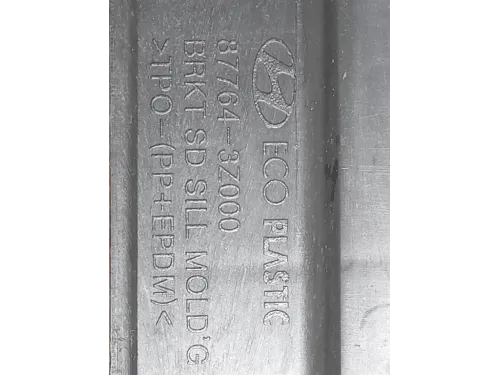 ECO PLASTIC
87764-3Z000
BRKT SD SILL MOLD'G
>TPO-(PP+EPDM)<